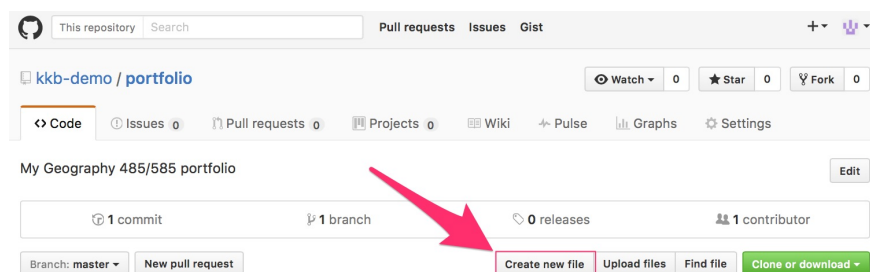 This repository Search Pull requests Issues Gist
kkb-demo / portfolio Watch 0 Star 0 Fork 0
Code Issues 0 Pull requests 0 Projects 0 Wiki Pulse Graphs Settings
My Geography 485/585 portfolio Edit
1 commit 1 branch 0 releases 1 contributor
Branch: master New pull request Create new file Upload files Find file Clone or download